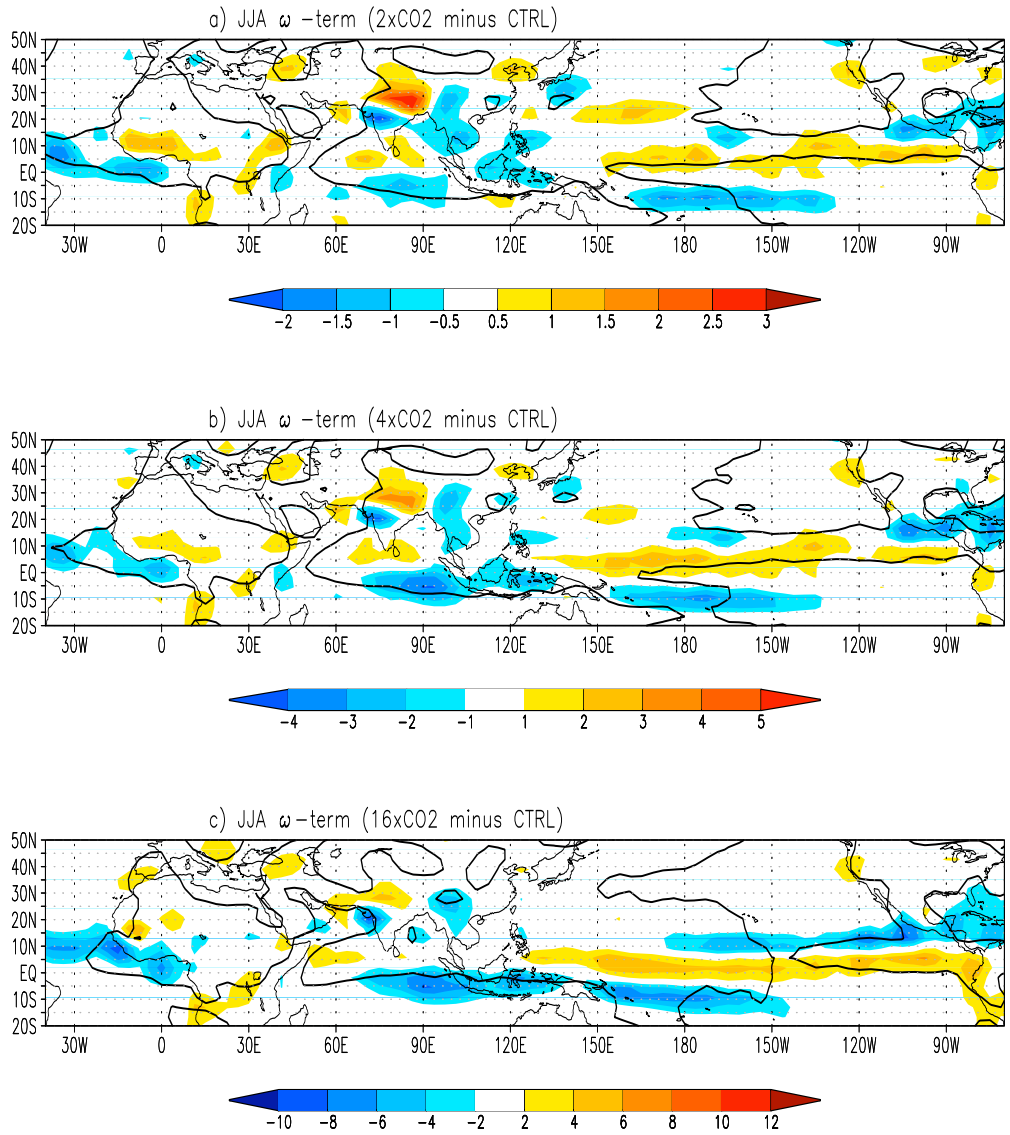 a) JJA ω -term (2xCO2 minus CTRL)
50N
40N
30N
20N
10N
EQ
10S
20S
30W 0 30E 60E 90E 120E 150E 180 150W 120W 90W
-2 -1.5 -1 -0.5 0.5 1 1.5 2 2.5 3
b) JJA ω -term (4xCO2 minus CTRL)
50N
40N
30N
20N
10N
EQ
10S
20S
30W 0 30E 60E 90E 120E 150E 180 150W 120W 90W
-4 -3 -2 -1 1 2 3 4 5
c) JJA ω -term (16xCO2 minus CTRL)
50N
40N
30N
20N
10N
EQ
10S
20S
30W 0 30E 60E 90E 120E 150E 180 150W 120W 90W
-10 -8 -6 -4 -2 2 4 6 8 10 12